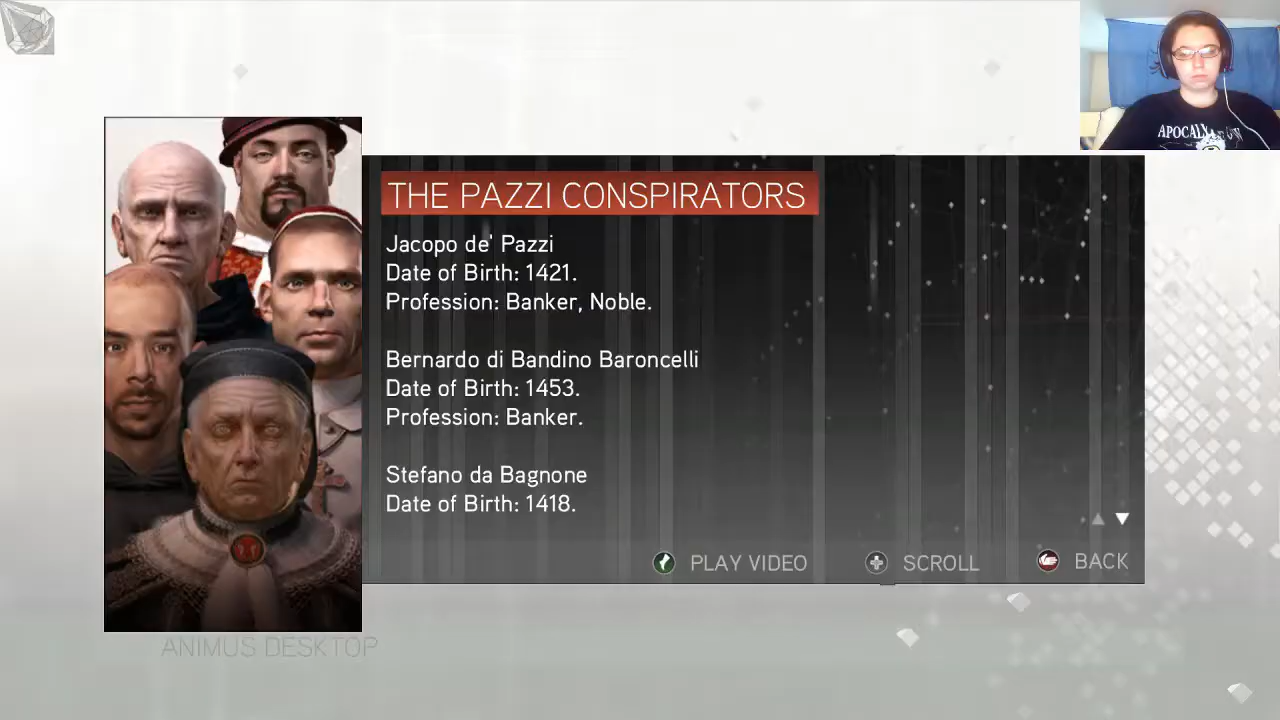 THE PAZZI CONSPIRATORS
Jacopo de' Pazzi
Date of Birth: 1421.
Profession: Banker, Noble.
Bernardo di Bandino Baroncelli
Date of Birth: 1453.
Profession: Banker.
Stefano da Bagnone
Date of Birth: 1418.
PLAY VIDEO
SCROLL
BACK
ANIMUS DESKTOP